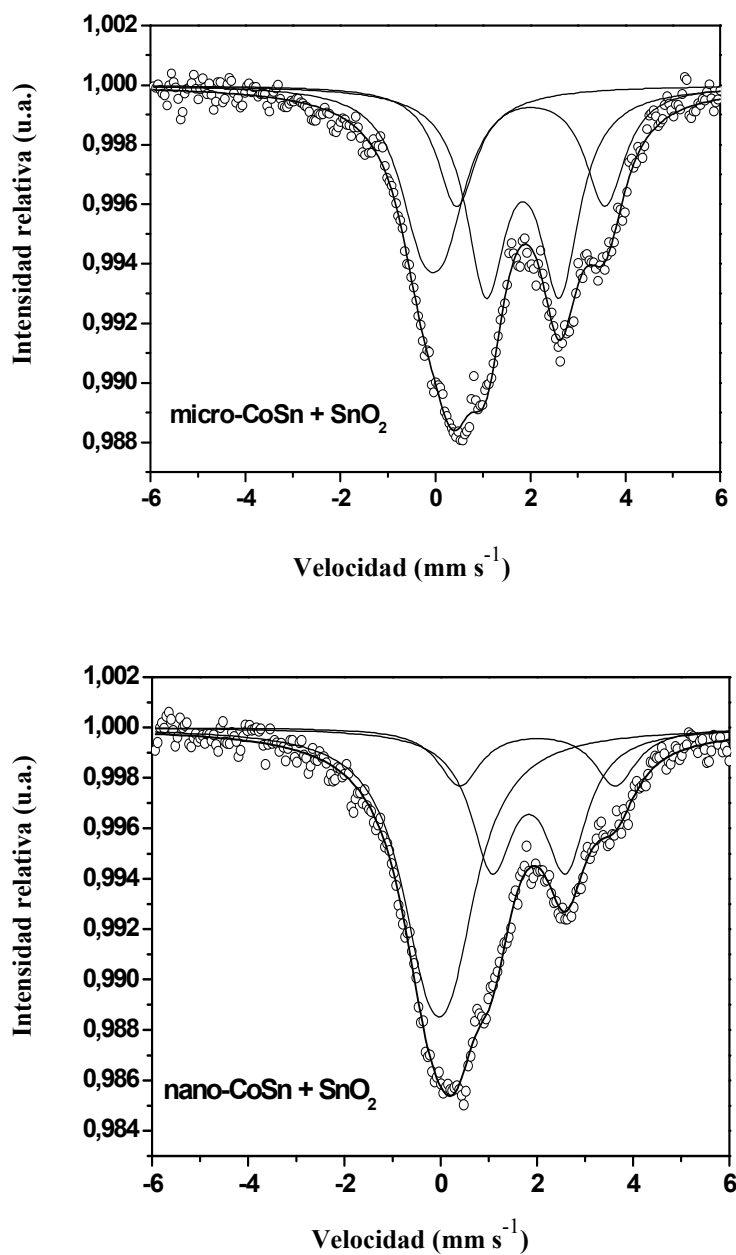 1,002
1,000
0,998
0,996
0,994
0,992
0,990
0,988
Intensidad relativa (u.a.)
micro-CoSn + SnO₂
-6 -4 -2 0 2 4 6
Velocidad (mm s⁻¹)
1,002
1,000
0,998
0,996
0,994
0,992
0,990
0,988
0,986
0,984
Intensidad relativa (u.a.)
nano-CoSn + SnO₂
-6 -4 -2 0 2 4 6
Velocidad (mm s⁻¹)